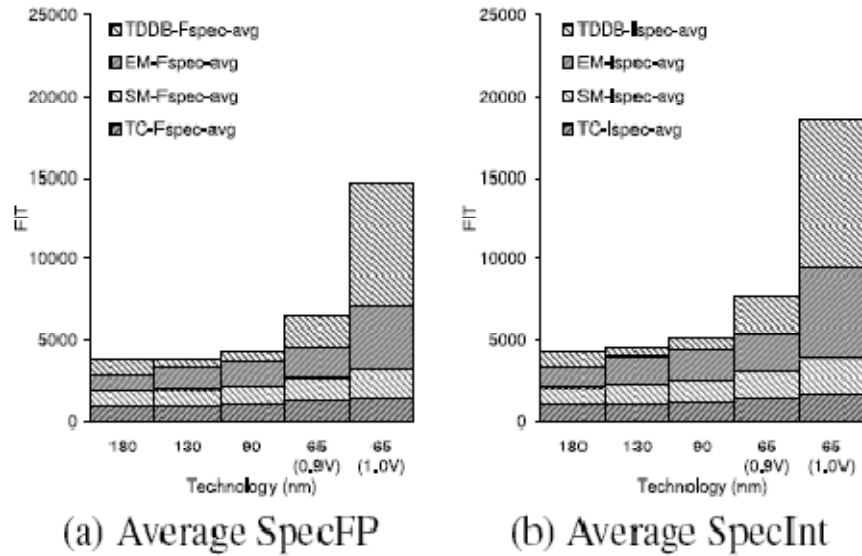 25000
20000
15000
10000
5000
0
FIT
TDDB-Fspec-avg
EM-Fspec-avg
SM-Fspec-avg
TC-Fspec-avg
180 130 90 65 65
(0.9V) (1.0V)
Technology (nm)
(a) Average SpecFP
25000
20000
15000
10000
5000
0
FIT
TDDB-Ispec-avg
EM-Ispec-avg
SM-Ispec-avg
TC-Ispec-avg
180 130 90 65 65
(0.9V) (1.0V)
Technology (nm)
(b) Average SpecInt